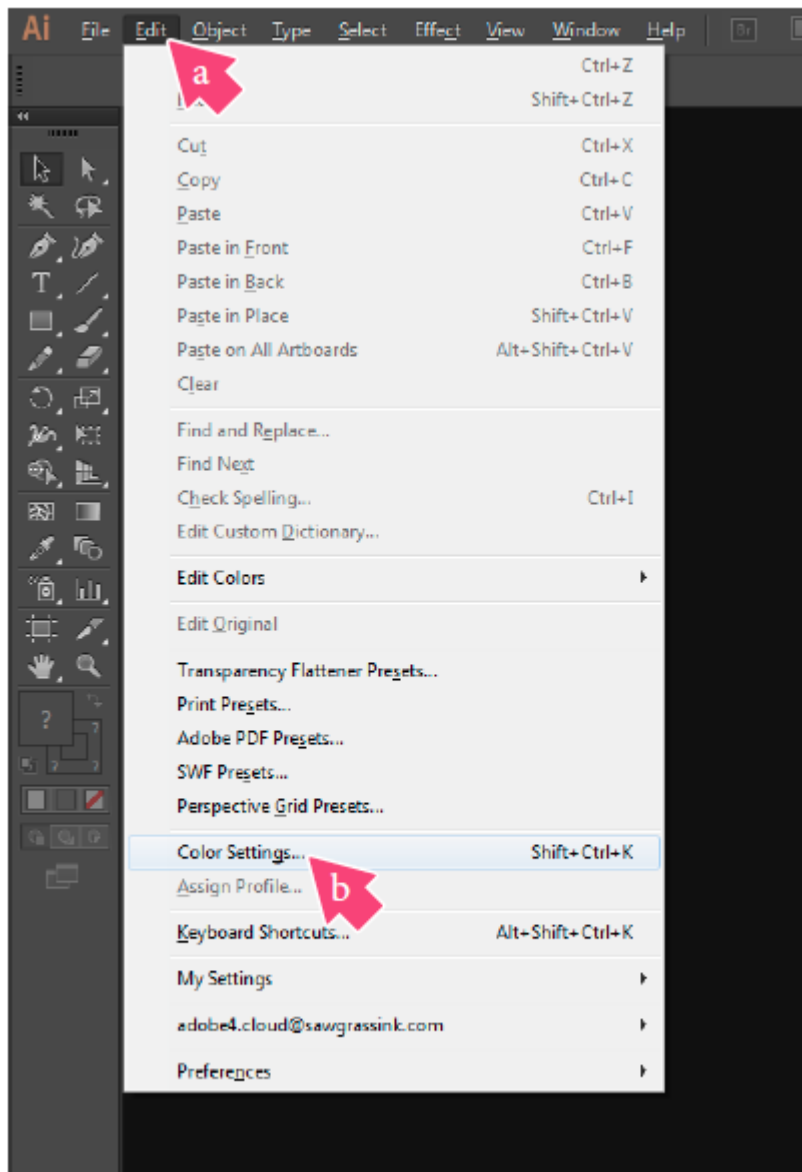 Ai File Edit Object Type Select Effect View Window Help Br
a
Ctrl+Z
Shift+Ctrl+Z
Cut Ctrl+X
Copy Ctrl+C
Paste Ctrl+V
Paste in Front Ctrl+F
Paste in Back Ctrl+B
Paste in Place Shift+Ctrl+V
Paste on All Artboards Alt+Shift+Ctrl+V
Clear
Find and Replace...
Find Next
Check Spelling... Ctrl+I
Edit Custom Dictionary...
Edit Colors
Edit Original
Transparency Flattener Presets...
Print Presets...
Adobe PDF Presets...
SWF Presets...
Perspective Grid Presets...
Color Settings... Shift+Ctrl+K
Assign Profile...
b
Keyboard Shortcuts... Alt+Shift+Ctrl+K
My Settings
adobe4.cloud@sawgrassink.com
Preferences
T
?
?
? ?